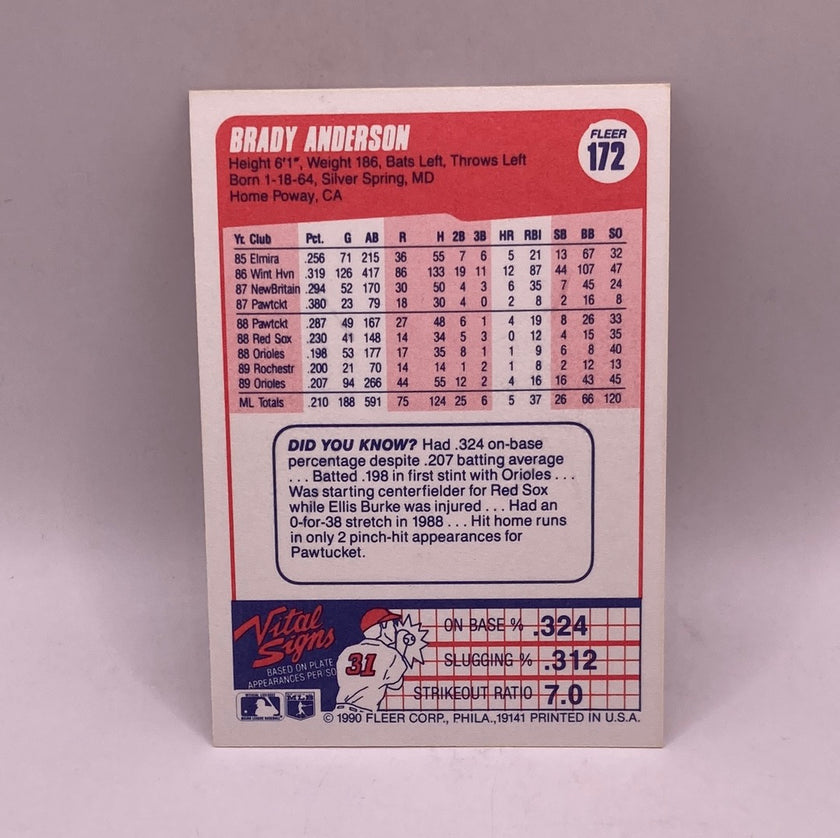 BRADY ANDERSON
FLEER
172
Height 6'1", Weight 186, Bats Left, Throws Left
Born 1-18-64, Silver Spring, MD
Home Poway, CA
Yr. Club Pct. G AB R H 2B 3B HR RBI SB BB SO
85 Elmira .256 71 215 36 55 7 6 5 21 13 67 32
86 Wint Hvn .319 126 417 86 133 19 11 12 87 44 107 47
87 NewBritain .294 52 170 30 50 4 3 6 35 7 45 24
87 Pawtckt .380 23 79 18 30 4 0 2 8 2 16 8
88 Pawtckt .287 49 167 27 48 6 1 4 19 8 26 33
88 Red Sox .230 41 148 14 34 5 3 0 12 4 15 35
88 Orioles .198 53 177 17 35 8 1 1 9 6 8 40
89 Rochestr .200 21 70 14 14 1 2 1 8 2 12 13
89 Orioles .207 94 266 44 55 12 2 4 16 16 43 45
ML Totals .210 188 591 75 124 25 6 5 37 26 66 120
DID YOU KNOW? Had .324 on-base
percentage despite .207 batting average
. . . Batted .198 in first stint with Orioles . . .
Was starting centerfielder for Red Sox
while Ellis Burke was injured . . . Had an
0-for-38 stretch in 1988 . . . Hit home runs
in only 2 pinch-hit appearances for
Pawtucket.
Vital
Signs
BASED ON PLATE
APPEARANCES PER SO
31
ON BASE % .324
SLUGGING % .312
STRIKEOUT RATIO 7.0
© 1990 FLEER CORP., PHILA.,19141 PRINTED IN U.S.A.